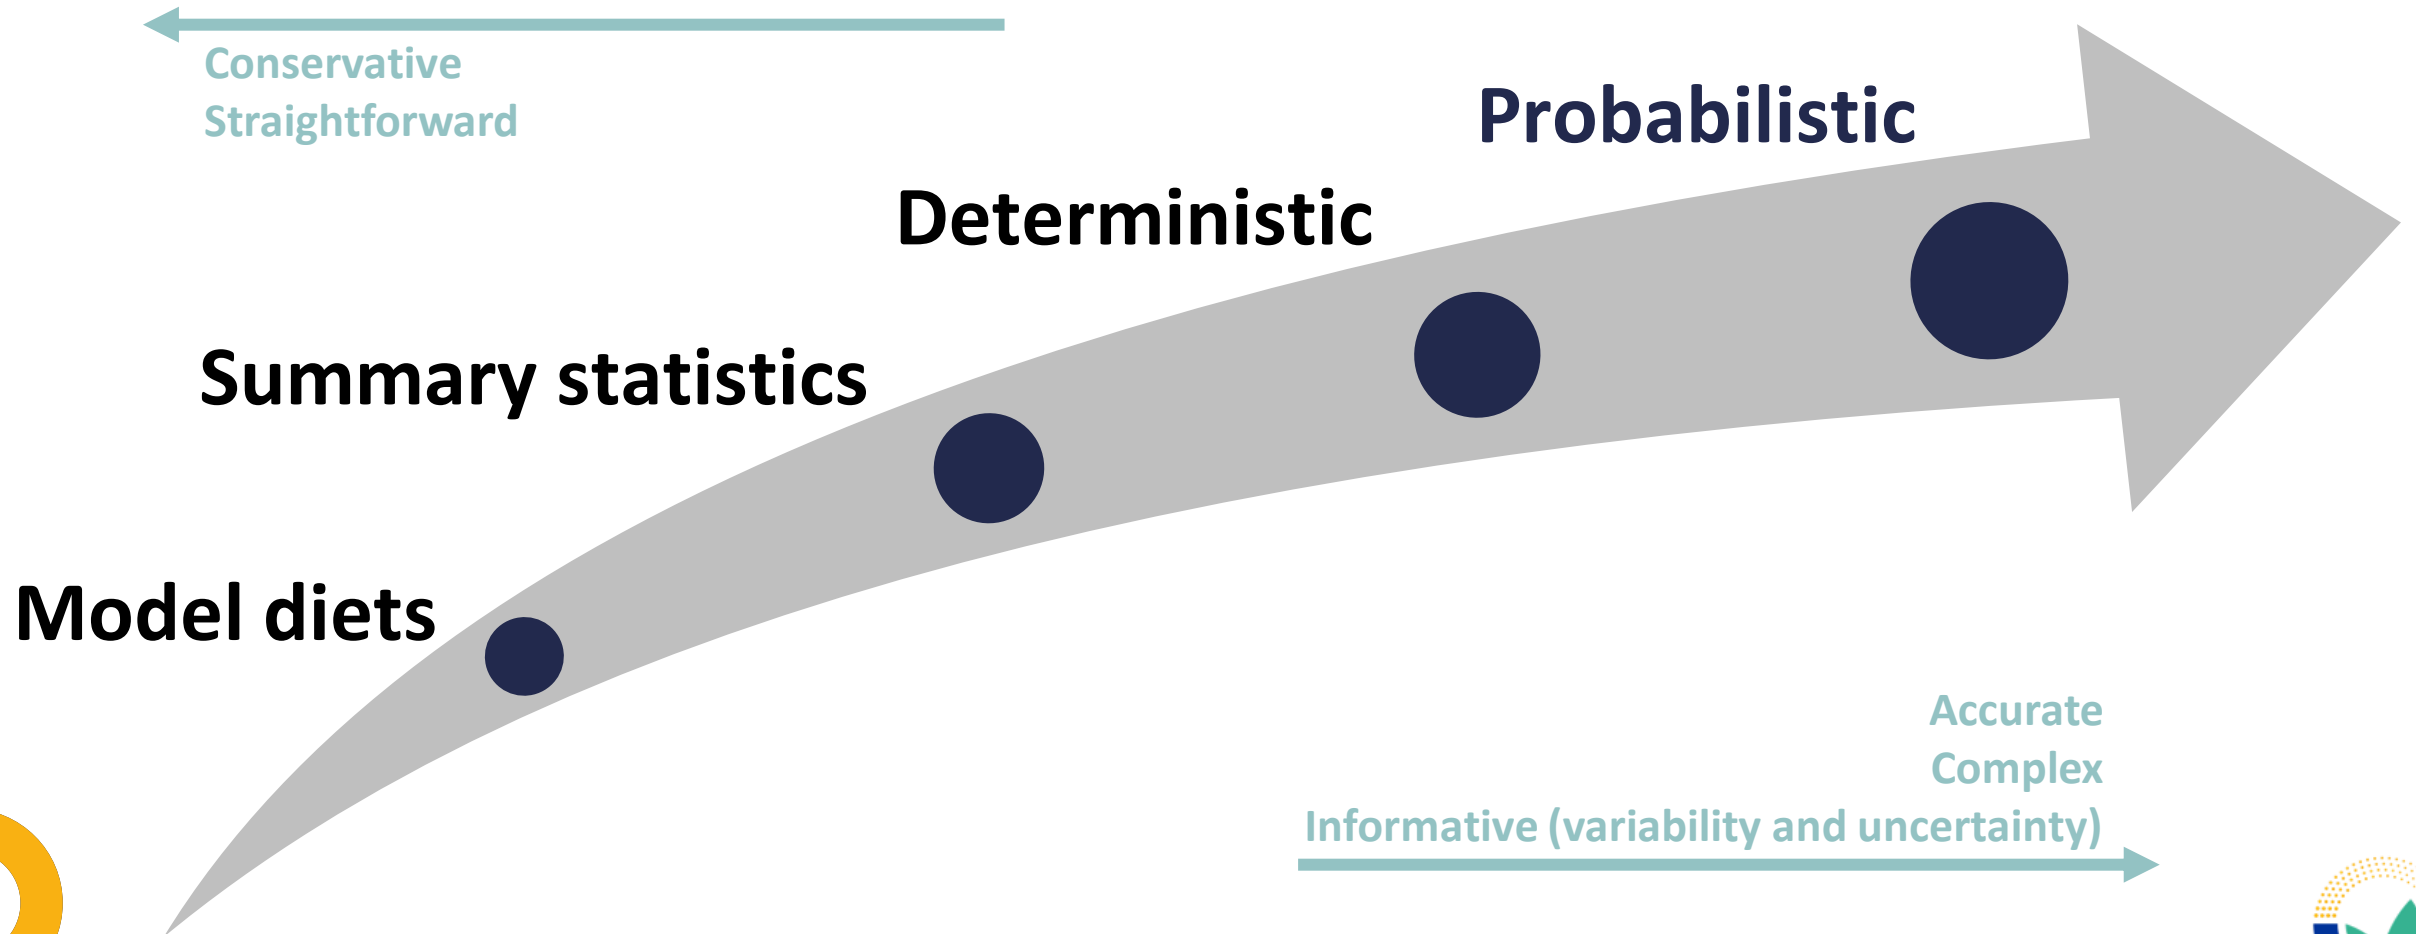 Conservative
Straightforward
Probabilistic
Deterministic
Summary statistics
Model diets
Accurate
Complex
Informative (variability and uncertainty)